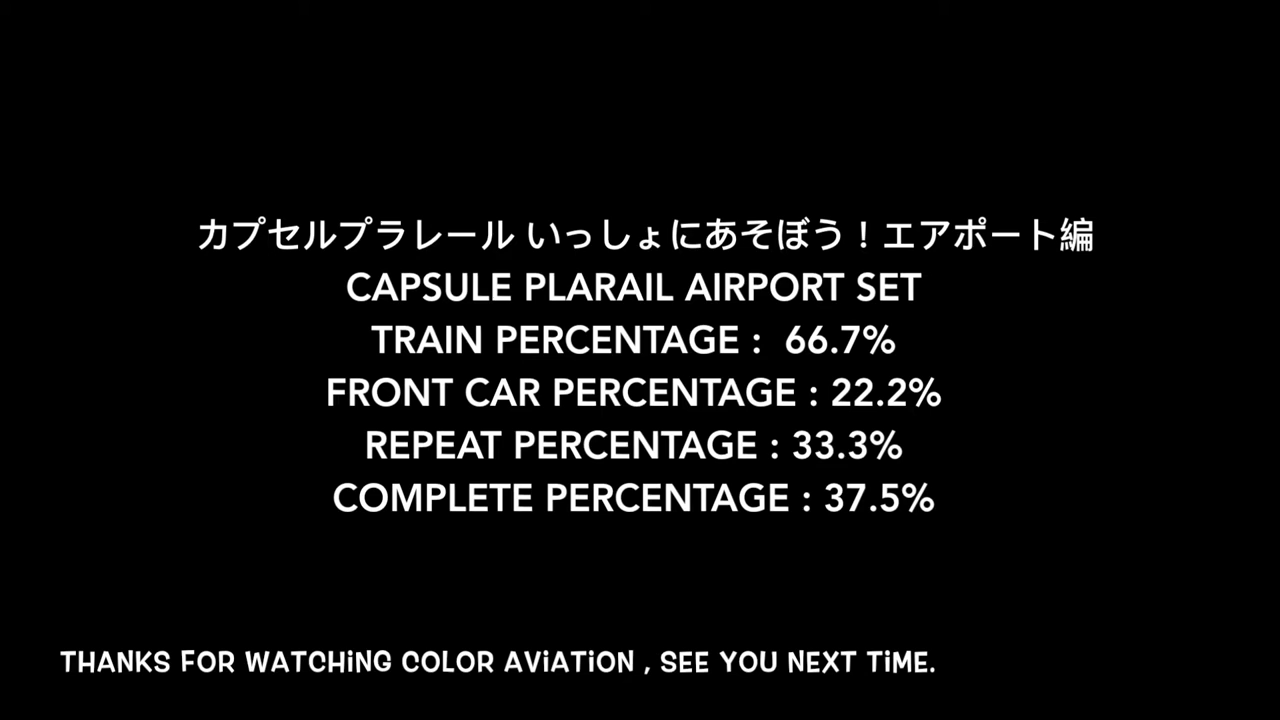 カプセルプラレール いっしょにあそぼう！エアポート編
CAPSULE PLARAIL AIRPORT SET
TRAIN PERCENTAGE : 66.7%
FRONT CAR PERCENTAGE : 22.2%
REPEAT PERCENTAGE : 33.3%
COMPLETE PERCENTAGE : 37.5%
THANKS FOR WATCHING COLOR AVIATION , SEE YOU NEXT TIME.